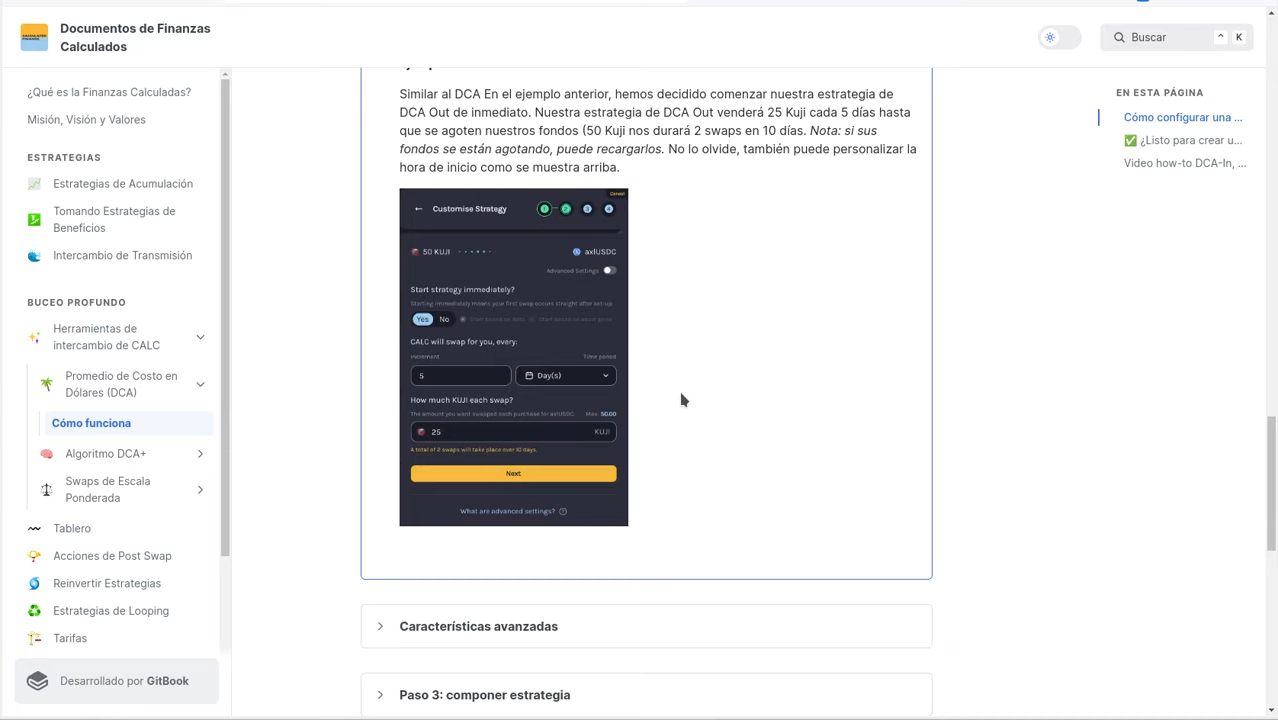 Documentos de Finanzas
Calculados
Buscar
^
K
¿Qué es la Finanzas Calculadas?
Misión, Visión y Valores
ESTRATEGIAS
Estrategias de Acumulación
Tomando Estrategias de
Beneficios
Intercambio de Transmisión
BUCEO PROFUNDO
Herramientas de
intercambio de CALC
Promedio de Costo en
Dólares (DCA)
Cómo funciona
Algoritmo DCA+
Swaps de Escala
Ponderada
Tablero
Acciones de Post Swap
Reinvertir Estrategias
Estrategias de Looping
Tarifas
Desarrollado por GitBook
Similar al DCA En el ejemplo anterior, hemos decidido comenzar nuestra estrategia de
DCA Out de inmediato. Nuestra estrategia de DCA Out venderá 25 Kuji cada 5 días hasta
que se agoten nuestros fondos (50 Kuji nos durará 2 swaps en 10 días. Nota: si sus
fondos se están agotando, puede recargarlos. No lo olvide, también puede personalizar la
hora de inicio como se muestra arriba.
Cancel
← Customise Strategy
1
2
3
4
50 KUJI
axlUSDC
Advanced Settings
Start strategy immediately?
Starting immediately means your first swap occurs straight after set-up
Yes
No
Start based on date
CALC will swap for you, every:
Increment
Time period
5
Day(s)
How much KUJI each swap?
The amount you want swapped each purchase for axlUSDC.
Max: 50.00
25
KUJI
A total of 2 swaps will take place over 10 days.
Next
What are advanced settings?
Características avanzadas
Paso 3: componer estrategia
EN ESTA PÁGINA
Cómo configurar una ...
✅ ¿Listo para crear u...
Video how-to DCA-In, ...